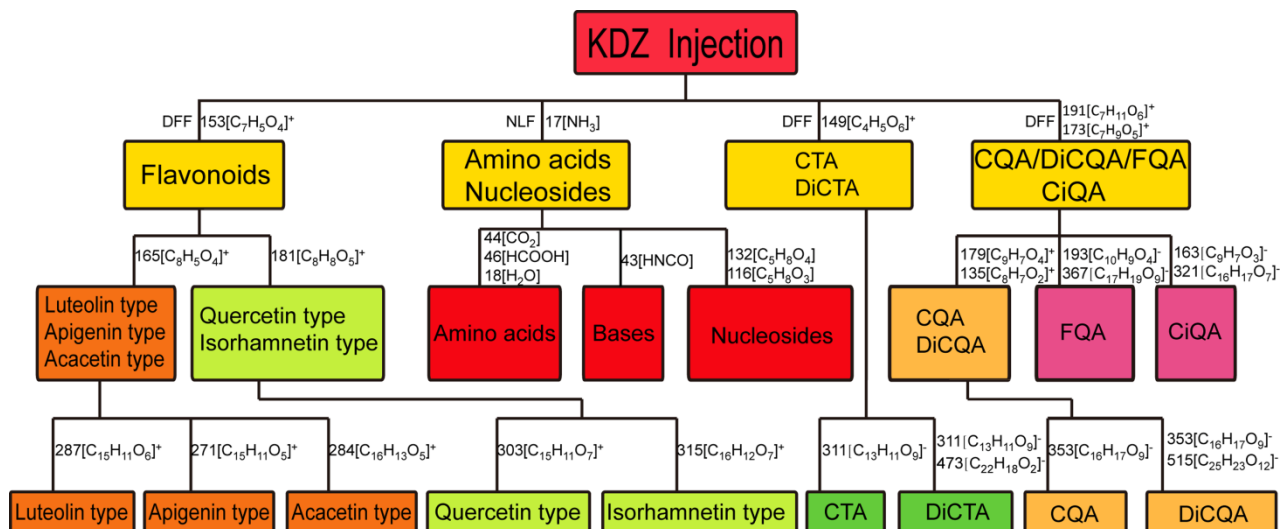 KDZ Injection
DFF 153[C₇H₅O₄]⁺
NLF 17[NH₃]
DFF 149[C₄H₅O₆]⁺
DFF 191[C₇H₁₁O₆]⁺
173[C₇H₉O₅]⁺
Flavonoids
Amino acids
Nucleosides
CTA
DiCTA
CQA/DiCQA/FQA
CiQA
165[C₈H₅O₄]⁺
181[C₈H₈O₅]⁺
44[CO₂]
46[HCOOH]
18[H₂O]
43[HNCO]
132[C₅H₈O₄]
116[C₅H₈O₃]
179[C₉H₇O₄]⁺
135[C₈H₇O₂]⁺
193[C₁₀H₉O₄]⁻
367[C₁₇H₁₉O₉]⁻
163[C₉H₇O₃]⁻
321[C₁₆H₁₇O₇]⁻
Luteolin type
Apigenin type
Acacetin type
Quercetin type
Isorhamnetin type
Amino acids
Bases
Nucleosides
CQA
DiCQA
FQA
CiQA
287[C₁₅H₁₁O₆]⁺
271[C₁₅H₁₁O₅]⁺
284[C₁₆H₁₃O₅]⁺
303[C₁₅H₁₁O₇]⁺
315[C₁₆H₁₂O₇]⁺
311[C₁₃H₁₁O₉]⁻
311[C₁₃H₁₁O₉]⁻
473[C₂₂H₁₈O₂]⁻
353[C₁₆H₁₇O₉]⁻
353[C₁₆H₁₇O₉]⁻
515[C₂₅H₂₃O₁₂]⁻
Luteolin type
Apigenin type
Acacetin type
Quercetin type
Isorhamnetin type
CTA
DiCTA
CQA
DiCQA